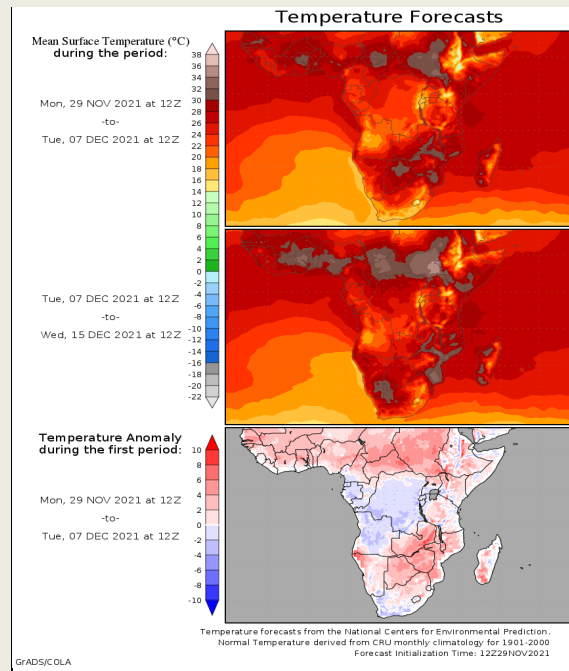 Temperature Forecasts
Mean Surface Temperature (°C)
during the period:
Mon, 29 NOV 2021 at 12Z
-to-
Tue, 07 DEC 2021 at 12Z
38
36
34
32
30
28
26
24
22
20
18
16
14
12
10
8
6
4
2
0
-2
-4
-6
-8
-10
-12
-14
-16
-18
-20
-22
Tue, 07 DEC 2021 at 12Z
-to-
Wed, 15 DEC 2021 at 12Z
Temperature Anomaly
during the first period:
Mon, 29 NOV 2021 at 12Z
-to-
Tue, 07 DEC 2021 at 12Z
10
8
6
4
2
0
-2
-4
-6
-8
-10
Temperature forecasts from the National Centers for Environmental Prediction.
Normal Temperature derived from CRU monthly climatology for 1901-2000
Forecast Initialization Time: 12Z29NOV2021
GrADS/COLA